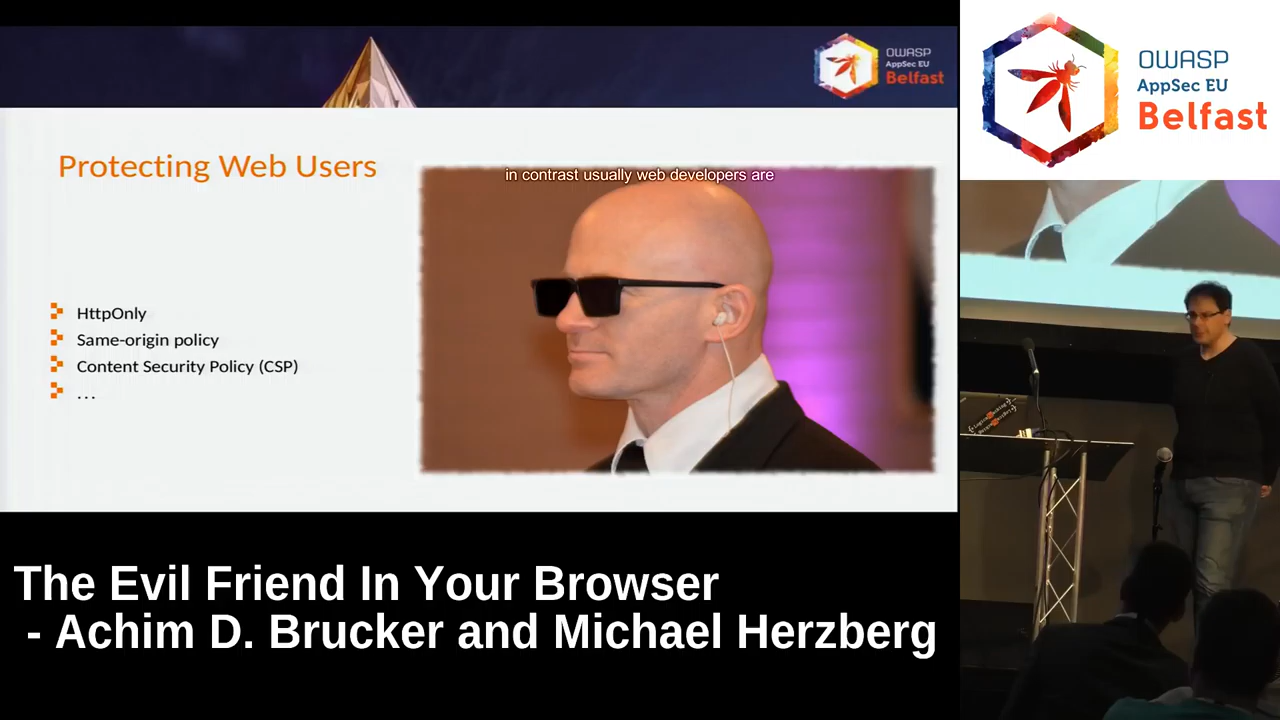 OWASP
AppSec EU
Belfast
OWASP
AppSec EU
Belfast
Protecting Web Users
in contrast usually web developers are
HttpOnly
Same-origin policy
Content Security Policy (CSP)
...
The Evil Friend In Your Browser
- Achim D. Brucker and Michael Herzberg